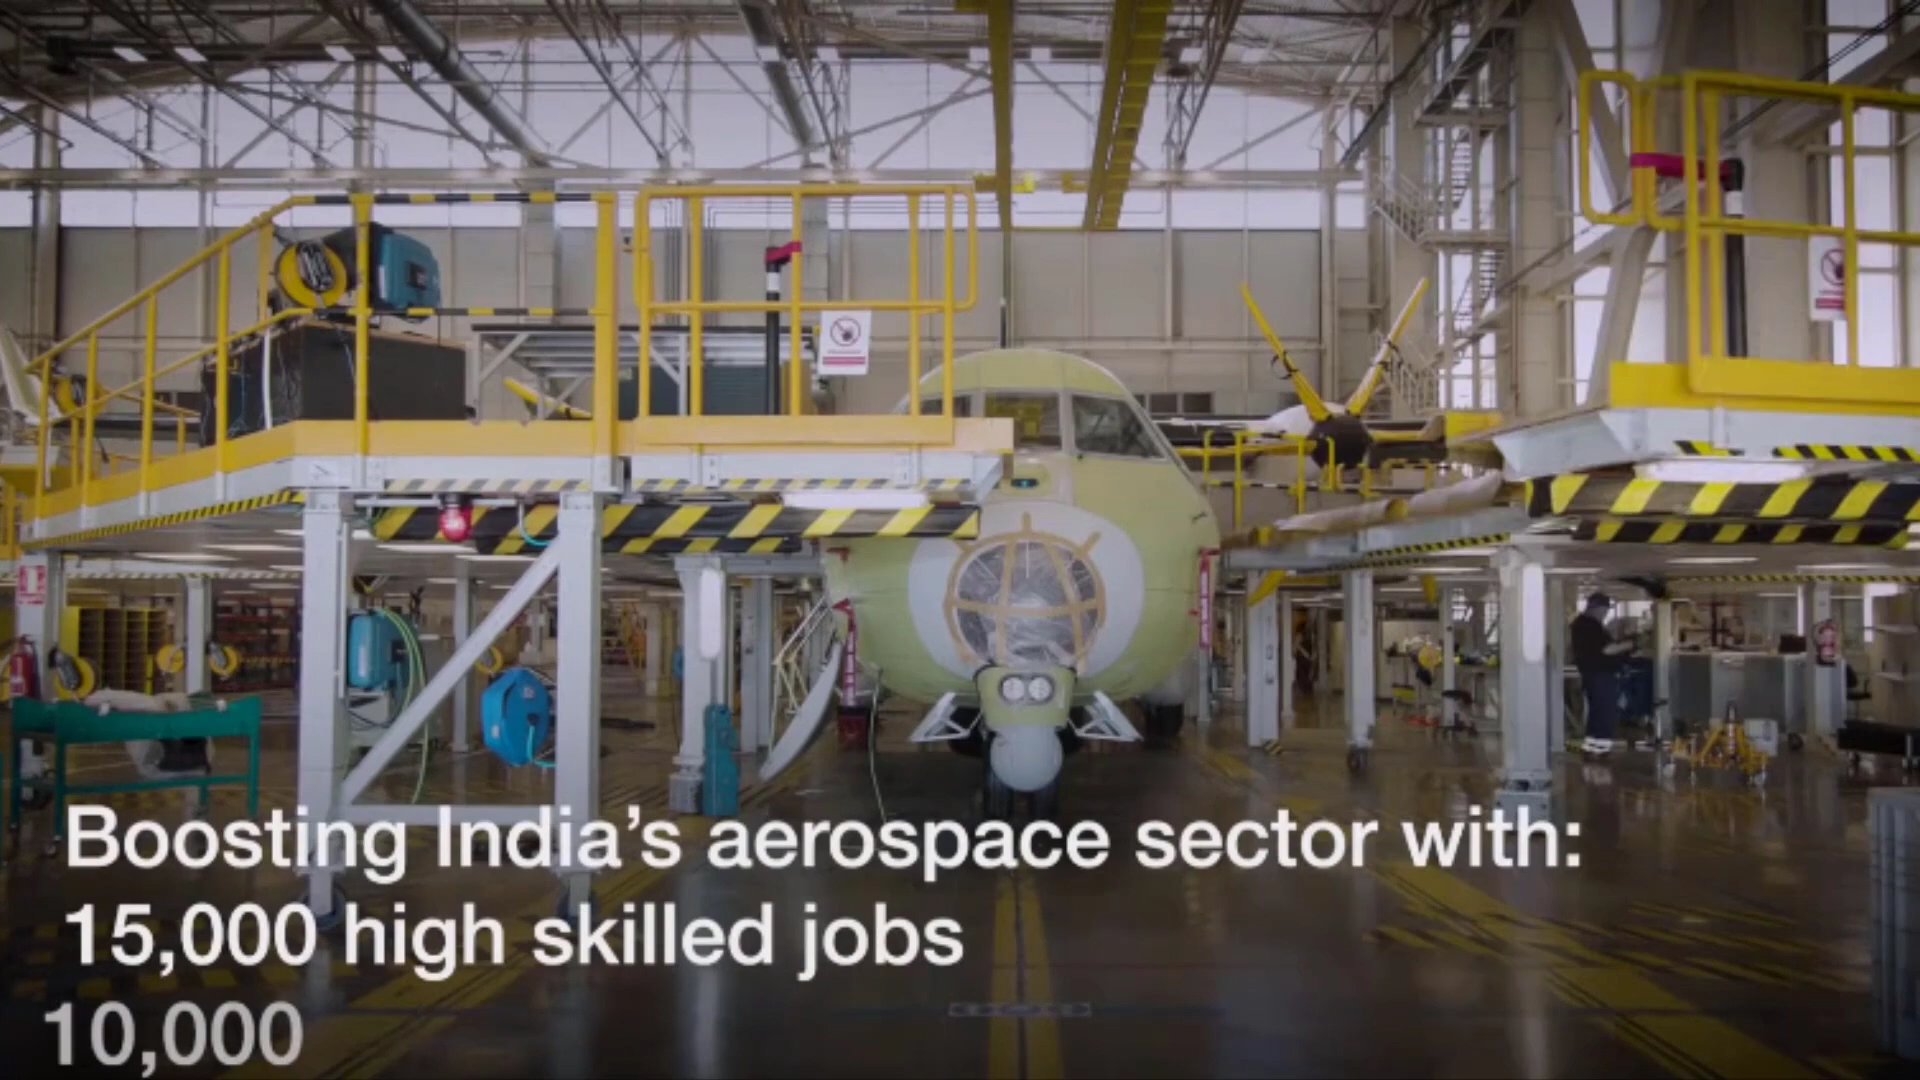 Boosting India’s aerospace sector with:
15,000 high skilled jobs
10,000